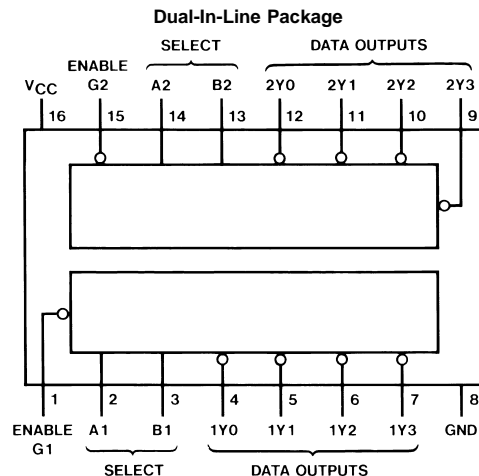 Dual-In-Line Package
SELECT DATA OUTPUTS
ENABLE
VCC G2 A2 B2 2Y0 2Y1 2Y2 2Y3
16 15 14 13 12 11 10 9
1 2 3 4 5 6 7 8
ENABLE A1 B1 1Y0 1Y1 1Y2 1Y3 GND
G1
SELECT DATA OUTPUTS